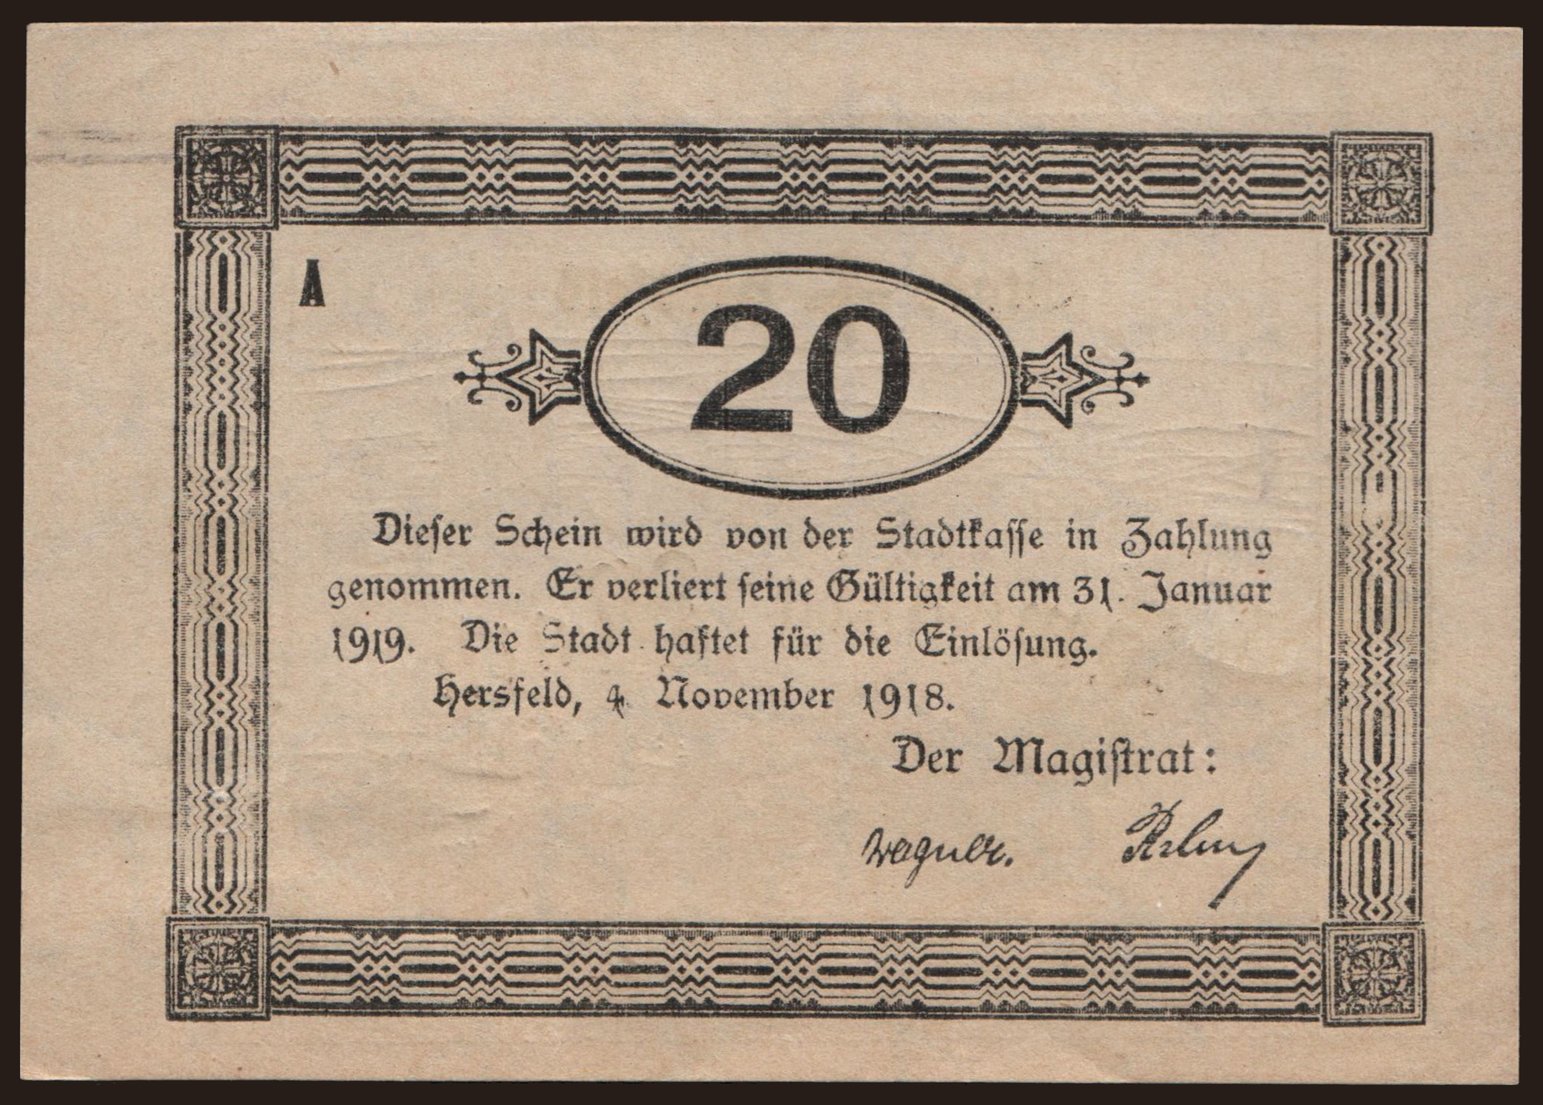 A
20
Dieser Schein wird von der Stadtkasse in Zahlung
genommen. Er verliert seine Gültigkeit am 31. Januar
1919. Die Stadt haftet für die Einlösung.
Hersfeld, 4. November 1918.
Der Magistrat:
Wagner.